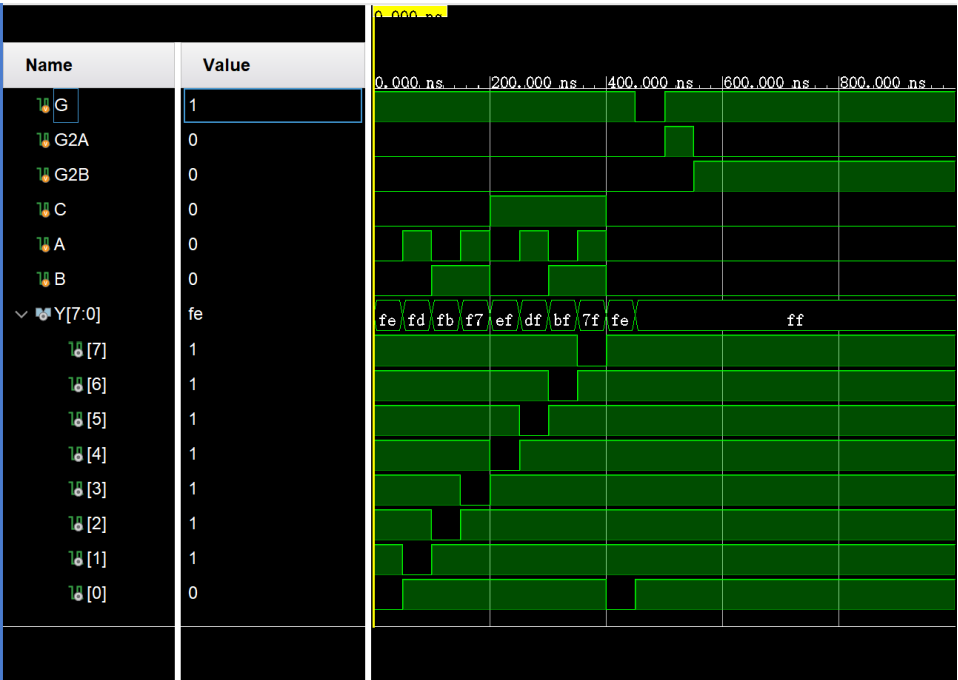 0.000 ns
Name Value
0.000 ns 200.000 ns 400.000 ns 600.000 ns 800.000 ns
G 1
G2A 0
G2B 0
C 0
A 0
B 0
Y[7:0] fe fe fd fb f7 ef df bf 7f fe ff
[7] 1
[6] 1
[5] 1
[4] 1
[3] 1
[2] 1
[1] 1
[0] 0